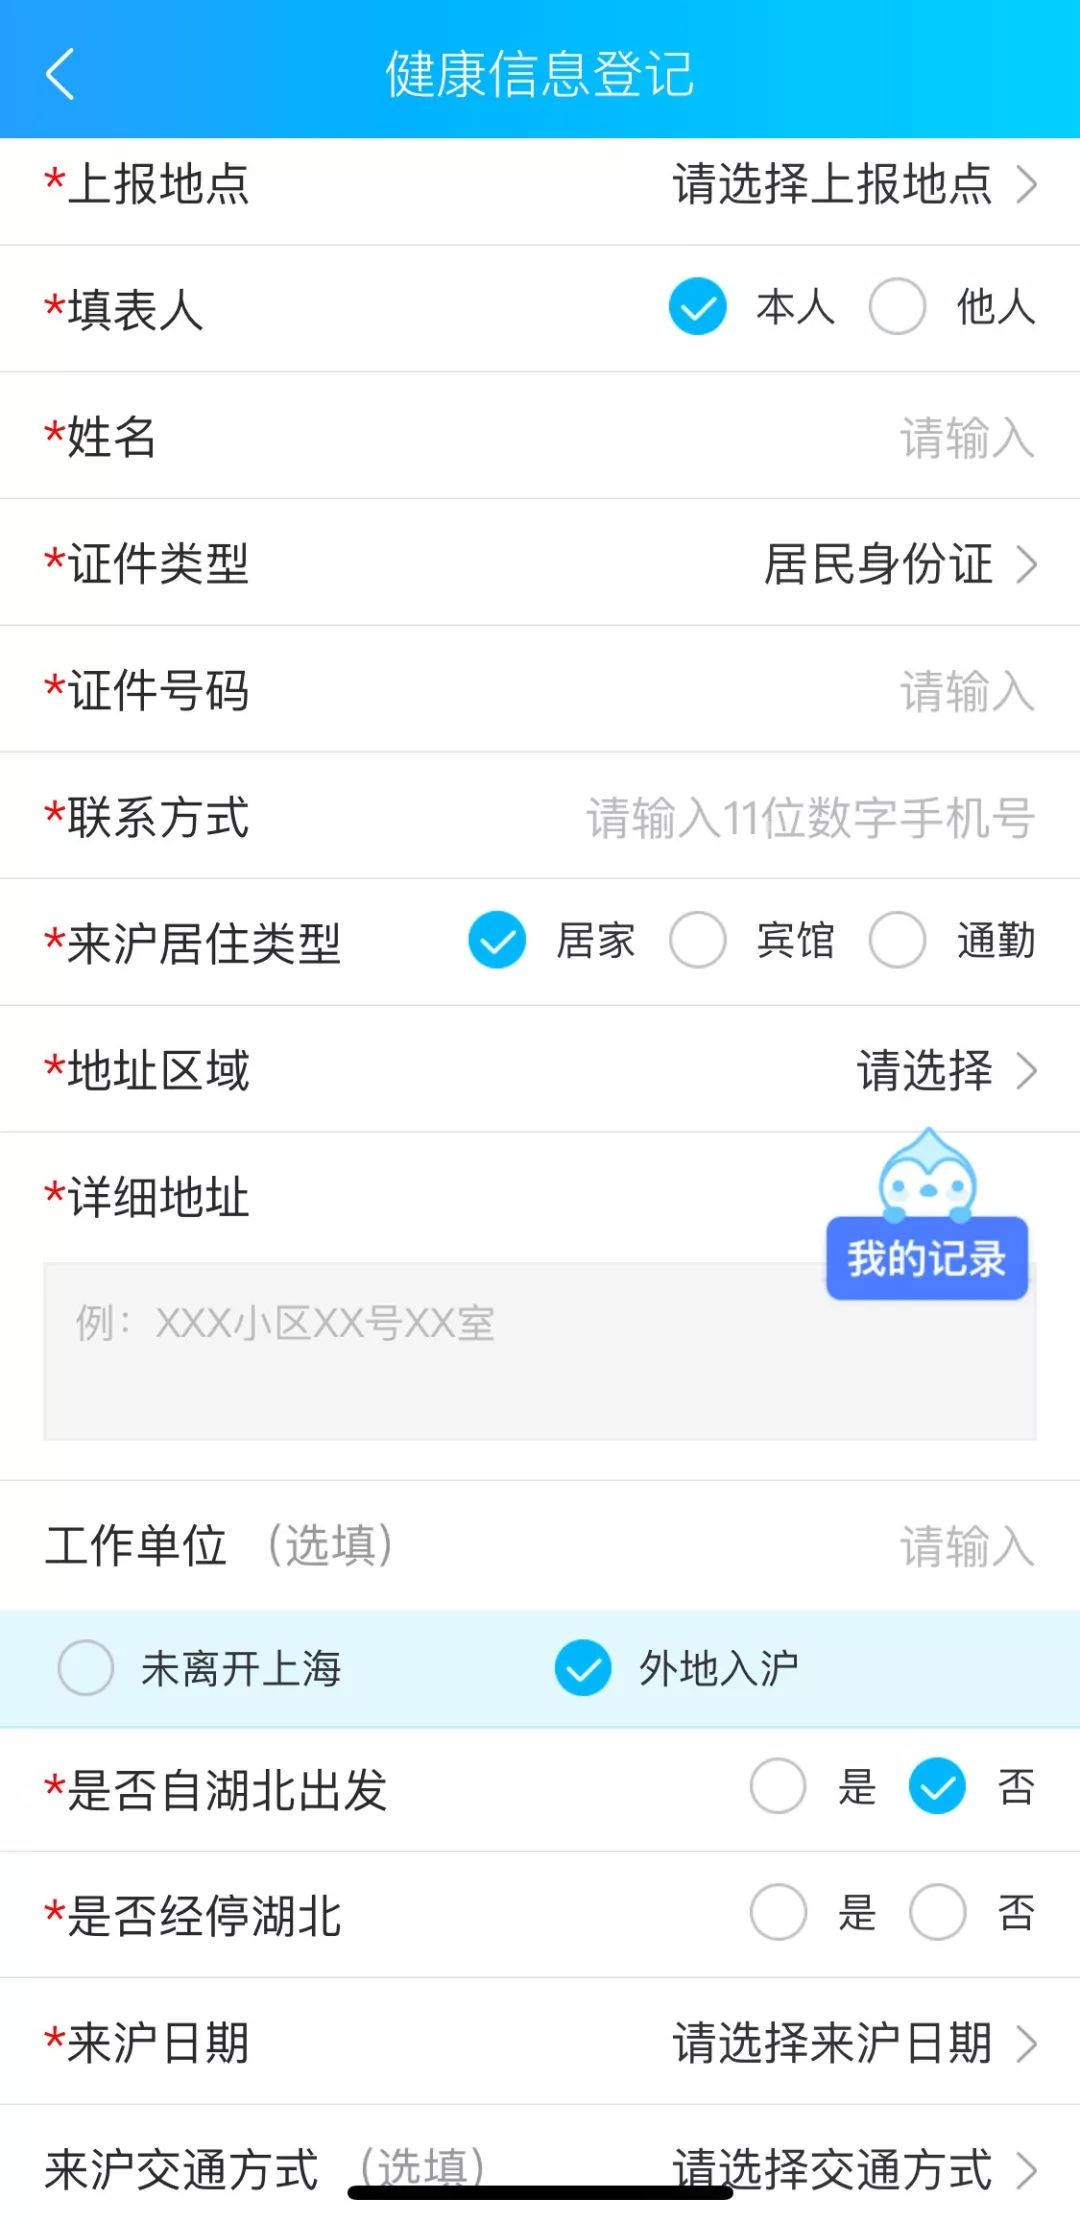 健康信息登记
*上报地点 请选择上报地点
*填表人 本人 他人
*姓名 请输入
*证件类型 居民身份证
*证件号码 请输入
*联系方式 请输入11位数字手机号
*来沪居住类型 居家 宾馆 通勤
*地址区域 请选择
*详细地址
我的记录
例：XXX小区XX号XX室
工作单位 （选填） 请输入
未离开上海 外地入沪
*是否自湖北出发 是 否
*是否经停湖北 是 否
*来沪日期 请选择来沪日期
来沪交通方式 （选填） 请选择交通方式